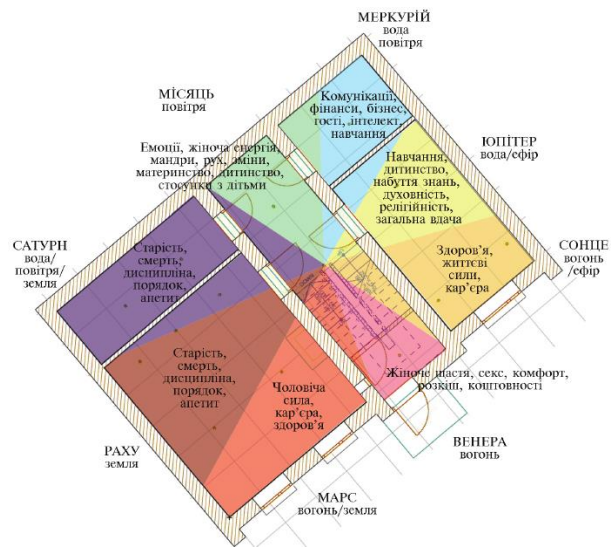 МЕРКУРІЙ
вода
повітря
МІСЯЦЬ
повітря
Комунікації,
фінанси, бізнес,
гості, інтелект,
навчання
Емоції, жіноча енергія,
мандри, рух, зміни,
материнство, дитинство,
стосунки з дітьми
ЮПІТЕР
вода/ефір
Навчання,
дитинство,
набуття знань,
духовність,
релігійність,
загальна вдача
САТУРН
вода/
повітря/
земля
Старість,
смерть,
дисципліна,
порядок,
апетит
СОНЦЕ
вогонь
/ефір
Здоров'я,
життєві
сили,
кар'єра
Старість,
смерть,
дисципліна,
порядок,
апетит
Чоловіча
сила,
кар'єра,
здоров'я
Жіноче щастя, секс, комфорт,
розкіш, коштовності
РАХУ
земля
ВЕНЕРА
вогонь
МАРС
вогонь/земля